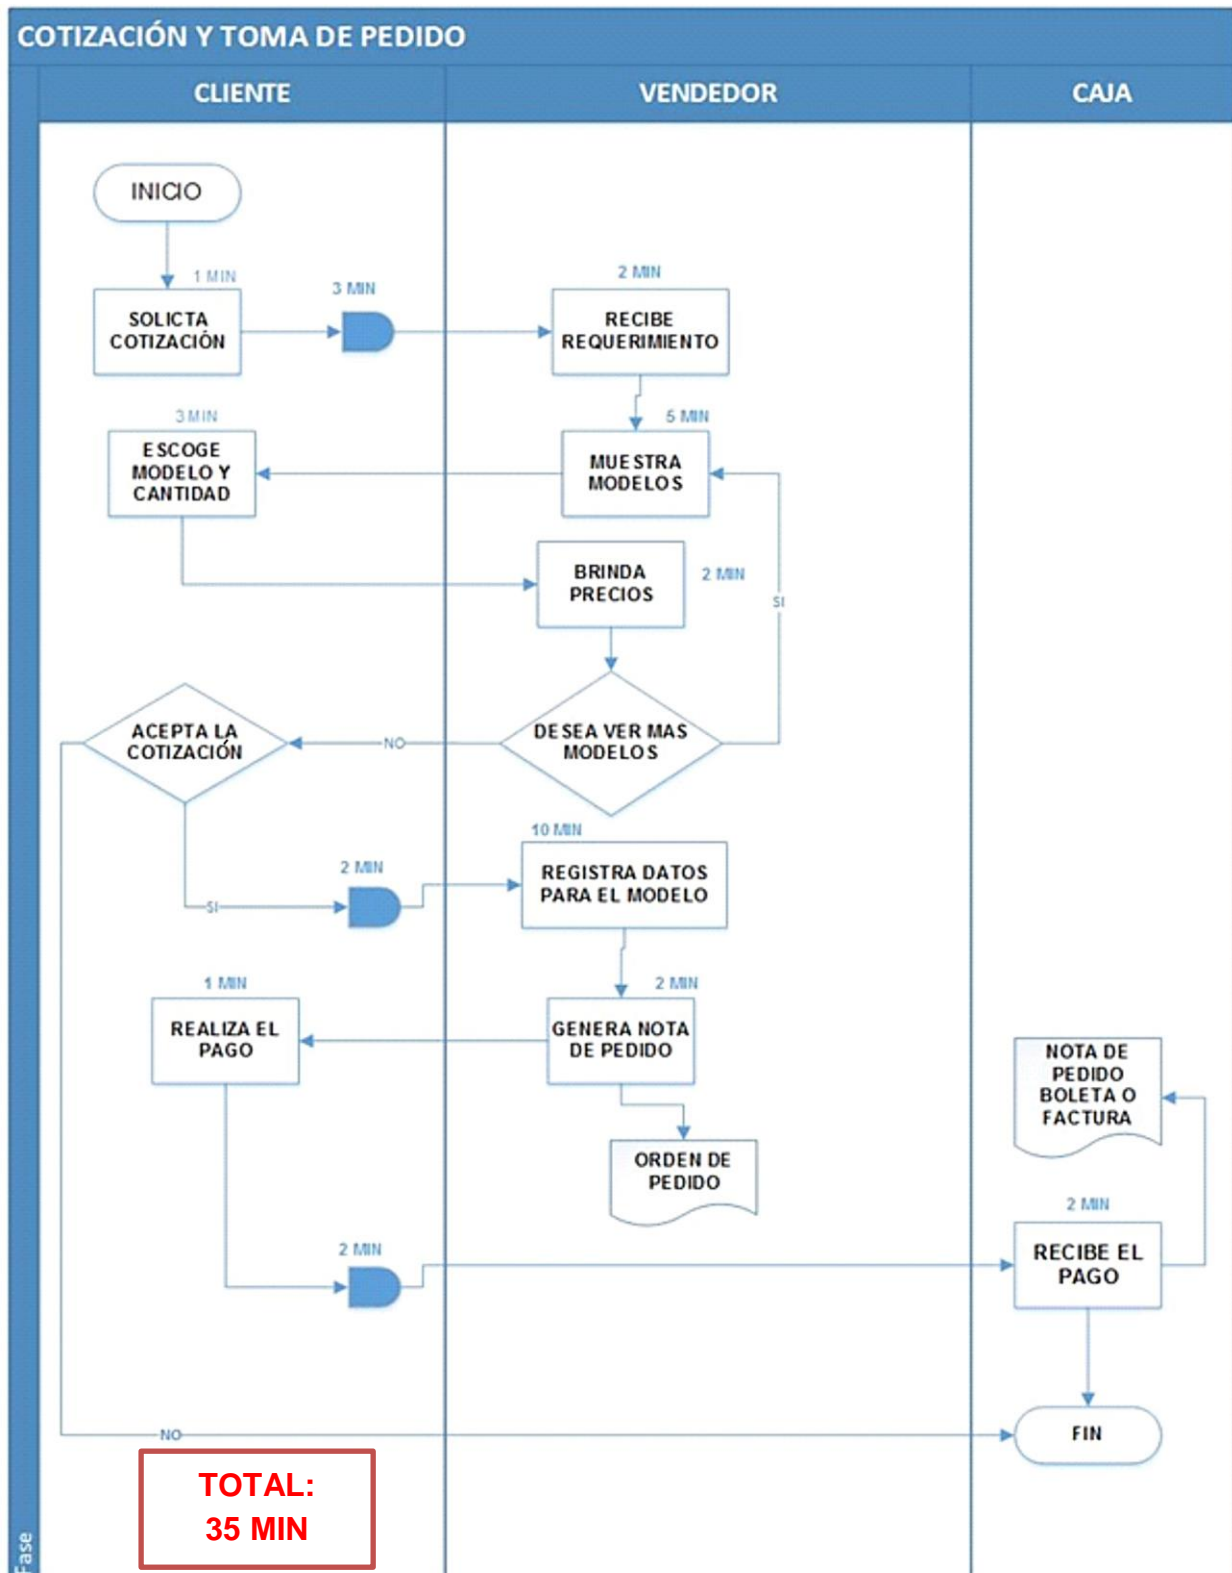 COTIZACIÓN Y TOMA DE PEDIDO
CLIENTE
VENDEDOR
CAJA
INICIO
1 MIN
3 MIN
2 MIN
SOLICTA
COTIZACIÓN
RECIBE
REQUERIMIENTO
3 MIN
5 MIN
ESCOGE
MODELO Y
CANTIDAD
MUESTRA
MODELOS
BRINDA
PRECIOS
2 MIN
SI
ACEPTA LA
COTIZACIÓN
NO
DESEA VER MAS
MODELOS
10 MIN
2 MIN
REGISTRA DATOS
PARA EL MODELO
SI
1 MIN
2 MIN
REALIZA EL
PAGO
GENERA NOTA
DE PEDIDO
NOTA DE
PEDIDO
BOLETA O
FACTURA
ORDEN DE
PEDIDO
2 MIN
2 MIN
RECIBE EL
PAGO
NO
FIN
TOTAL:
35 MIN
Fase